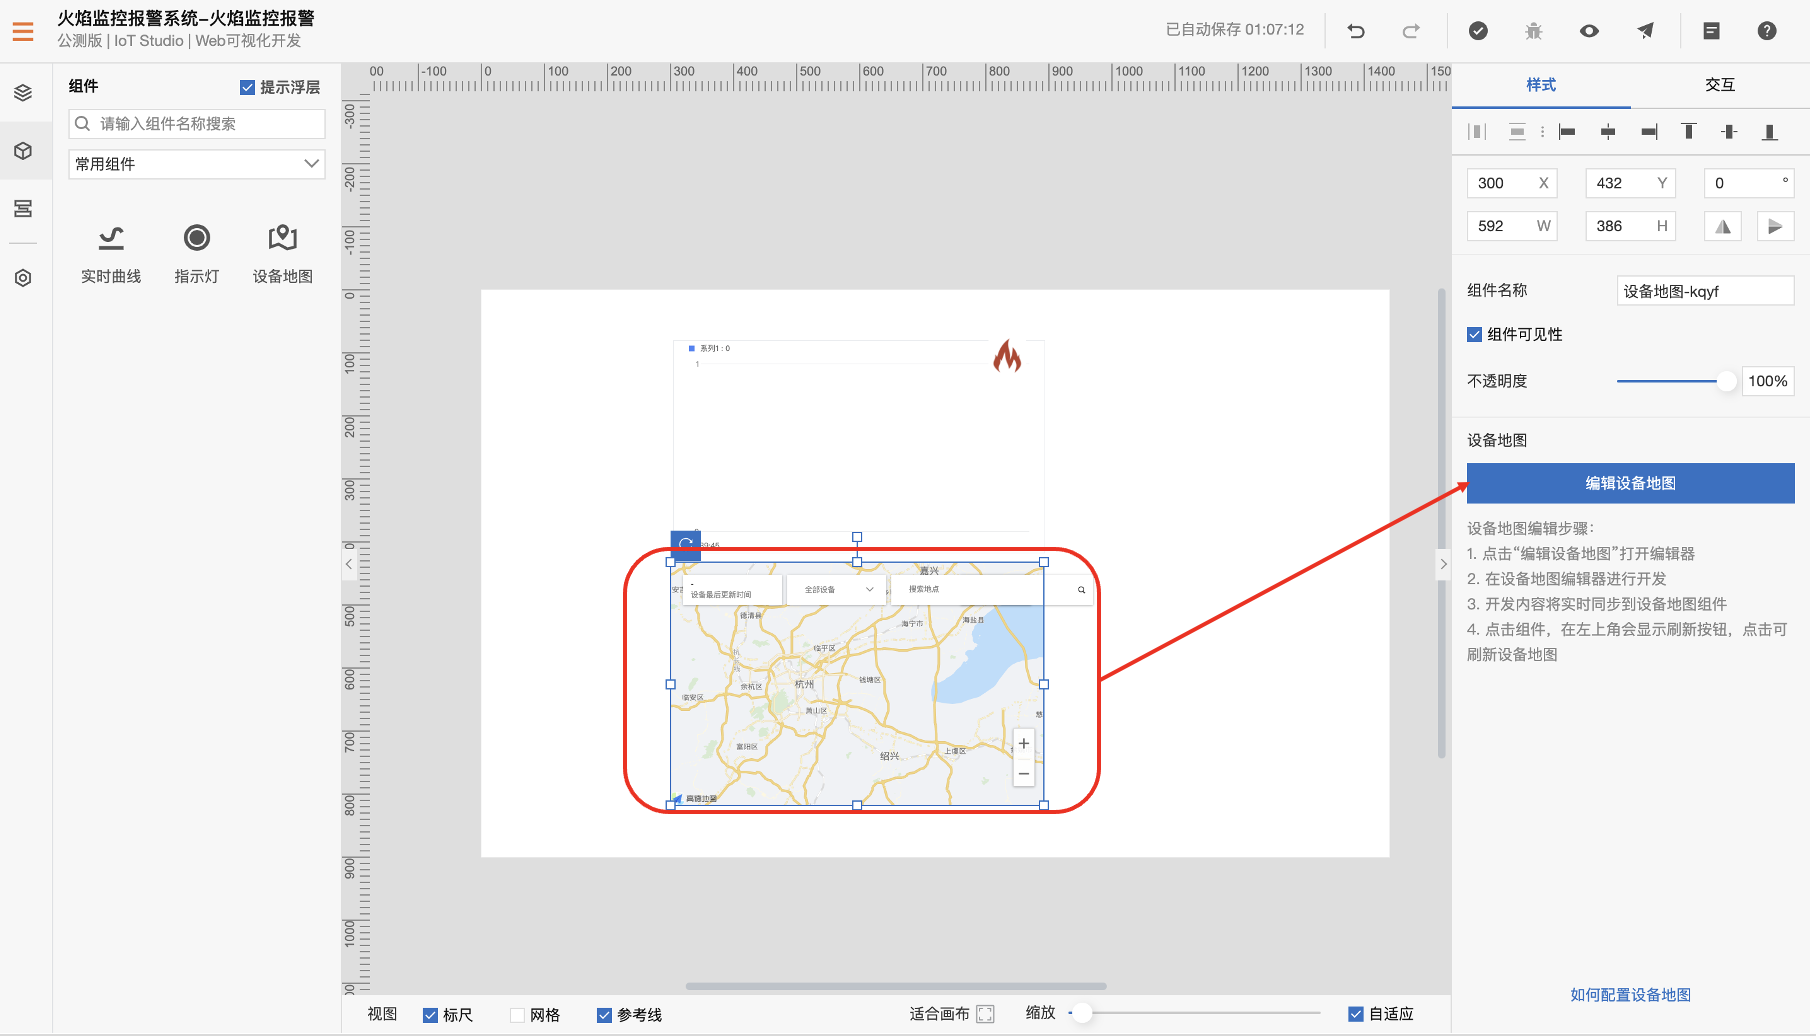 火焰监控报警系统-火焰监控报警
公测版 | IoT Studio | Web可视化开发
已自动保存 01:07:12
组件
提示浮层
请输入组件名称搜索
常用组件
实时曲线
指示灯
设备地图
00 -100 0 100 200 300 400 500 600 700 800 900 1000 1100 1200 1300 1400 150
-300
-200
-100
0
100
200
300
0
500
600
700
800
900
1000
00
系列1 : 0
1
39:46
嘉兴
-
设备最后更新时间
全部设备
搜索地点
德清县
海宁市
海盐县
临平区
余杭区
杭州
钱塘区
临安区
萧山区
慈
富阳区
绍兴
上虞区
+
−
高德地图
样式
交互
300 X
432 Y
0 °
592 W
386 H
组件名称
设备地图-kqyf
组件可见性
不透明度
100%
设备地图
编辑设备地图
设备地图编辑步骤：
1. 点击“编辑设备地图”打开编辑器
2. 在设备地图编辑器进行开发
3. 开发内容将实时同步到设备地图组件
4. 点击组件，在左上角会显示刷新按钮，点击可
刷新设备地图
如何配置设备地图
视图
标尺
网格
参考线
适合画布
缩放
自适应